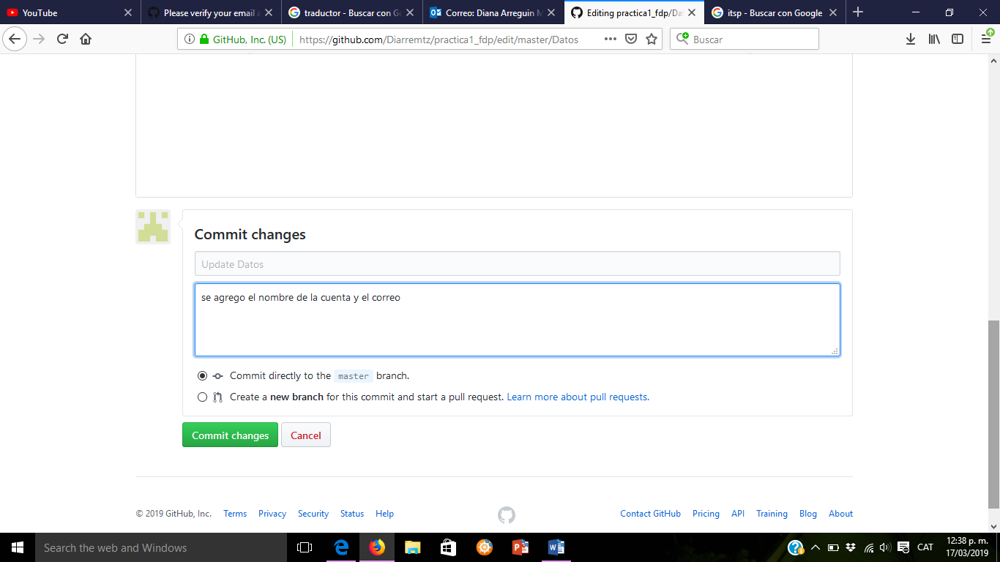 YouTube
Please verify your email a
traductor - Buscar con Go
Correo: Diana Arreguin M
Editing practica1_fdp/Dat
itsp - Buscar con Google
GitHub, Inc. (US)
https://github.com/Diarremtz/practica1_fdp/edit/master/Datos
Buscar
Commit changes
Update Datos
se agrego el nombre de la cuenta y el correo
Commit directly to the master branch.
Create a new branch for this commit and start a pull request. Learn more about pull requests.
Commit changes
Cancel
© 2019 GitHub, Inc. Terms Privacy Security Status Help
Contact GitHub Pricing API Training Blog About
Search the web and Windows
CAT
12:38 p. m.
17/03/2019